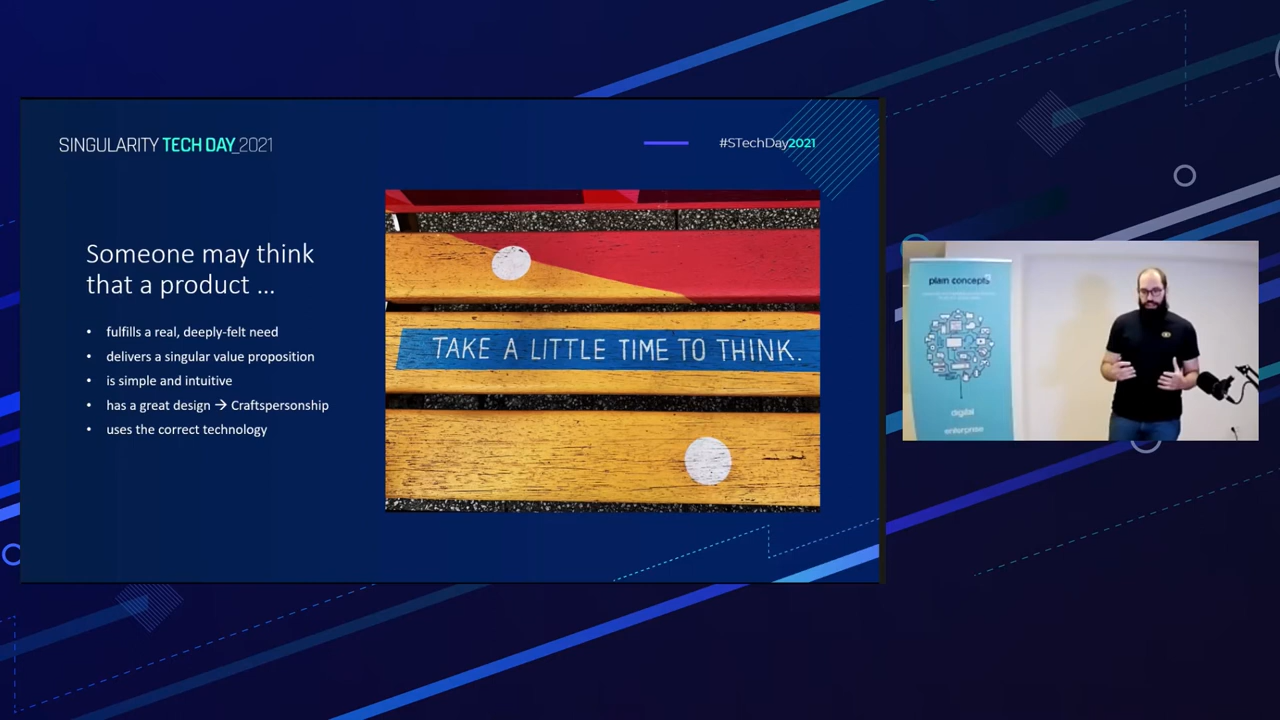 SINGULARITY TECH DAY_2021
#STechDay2021
Someone may think
that a product ...
• fulfills a real, deeply-felt need
• delivers a singular value proposition
• is simple and intuitive
• has a great design → Craftspersonship
• uses the correct technology
TAKE A LITTLE TIME TO THINK.
plain concepts
digital
enterprise